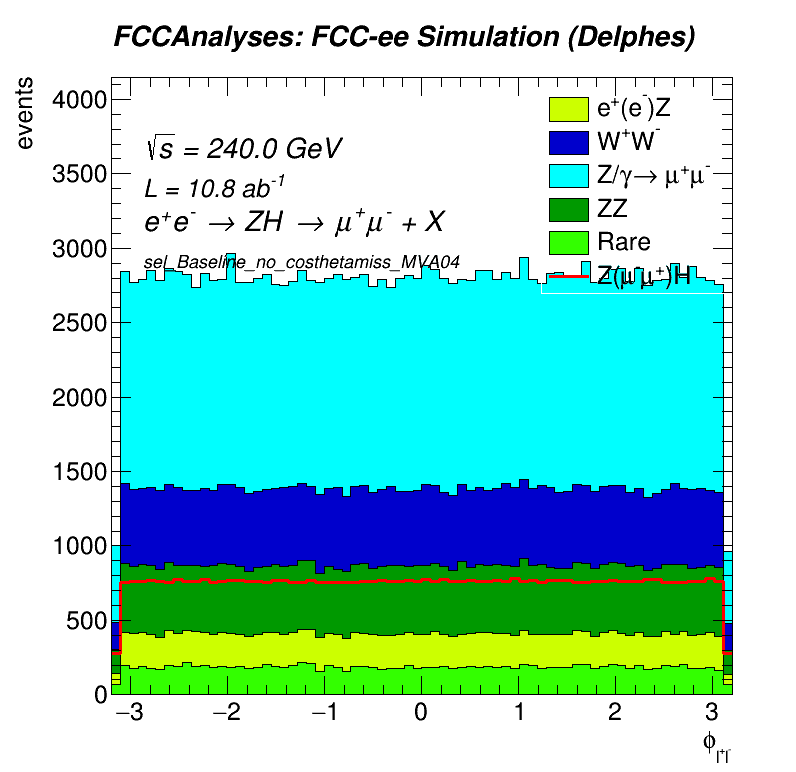 FCCAnalyses: FCC-ee Simulation (Delphes)
events
4000
3500
3000
2500
2000
1500
1000
500
0
√s = 240.0 GeV
L = 10.8 ab⁻¹
e⁺e⁻ → ZH → μ⁺μ⁻ + X
sel_Baseline_no_costhetamiss_MVA04
e⁺(e⁻)Z
W⁺W⁻
Z/γ→ μ⁺μ⁻
ZZ
Rare
Z(μ⁻μ⁺)H
−3 −2 −1 0 1 2 3
ϕ l⁺l⁻